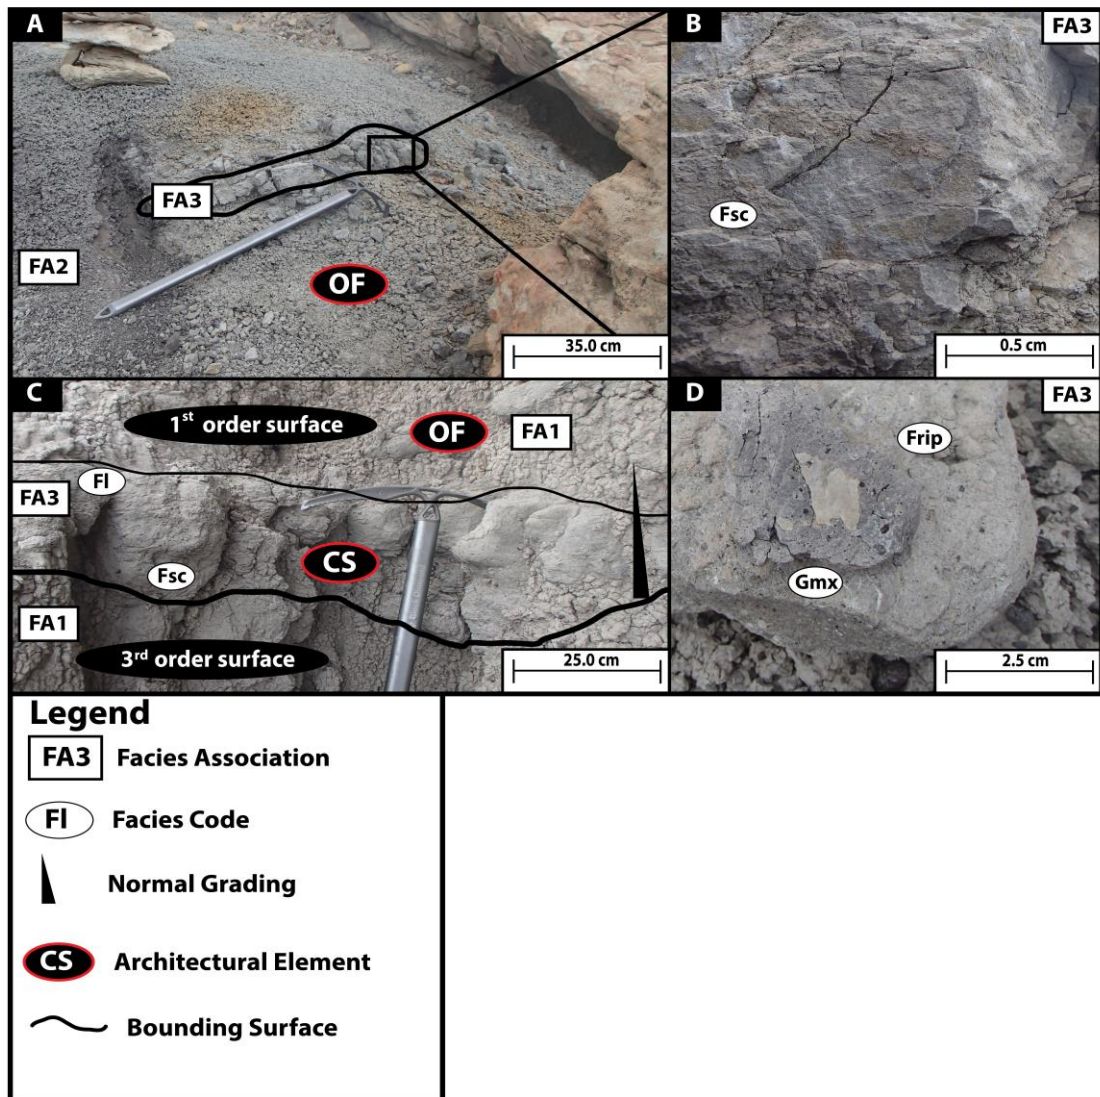 A
FA3
FA2
OF
35.0 cm
B
FA3
Fsc
0.5 cm
C
1st order surface
OF
FA1
Fl
FA3
CS
Fsc
FA1
3rd order surface
25.0 cm
D
FA3
Frip
Gmx
2.5 cm
Legend
FA3 Facies Association
Fl Facies Code
Normal Grading
CS Architectural Element
Bounding Surface